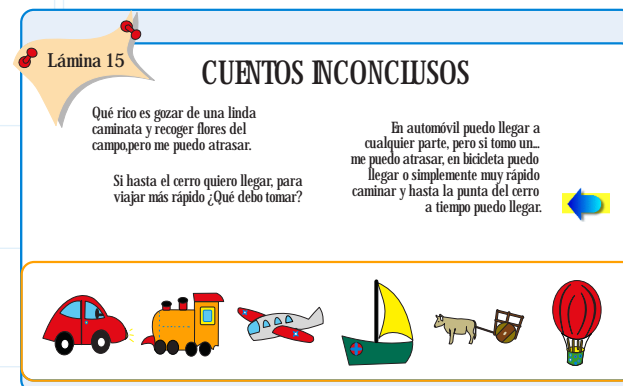 Lámina 15
CUENTOS INCONCLUSOS
Qué rico es gozar de una linda
caminata y recoger flores del
campo,pero me puedo atrasar.
Si hasta el cerro quiero llegar, para
viajar más rápido ¿Qué debo tomar?
En automóvil puedo llegar a
cualquier parte, pero si tomo un...
me puedo atrasar, en bicicleta puedo
llegar o simplemente muy rápido
caminar y hasta la punta del cerro
a tiempo puedo llegar.